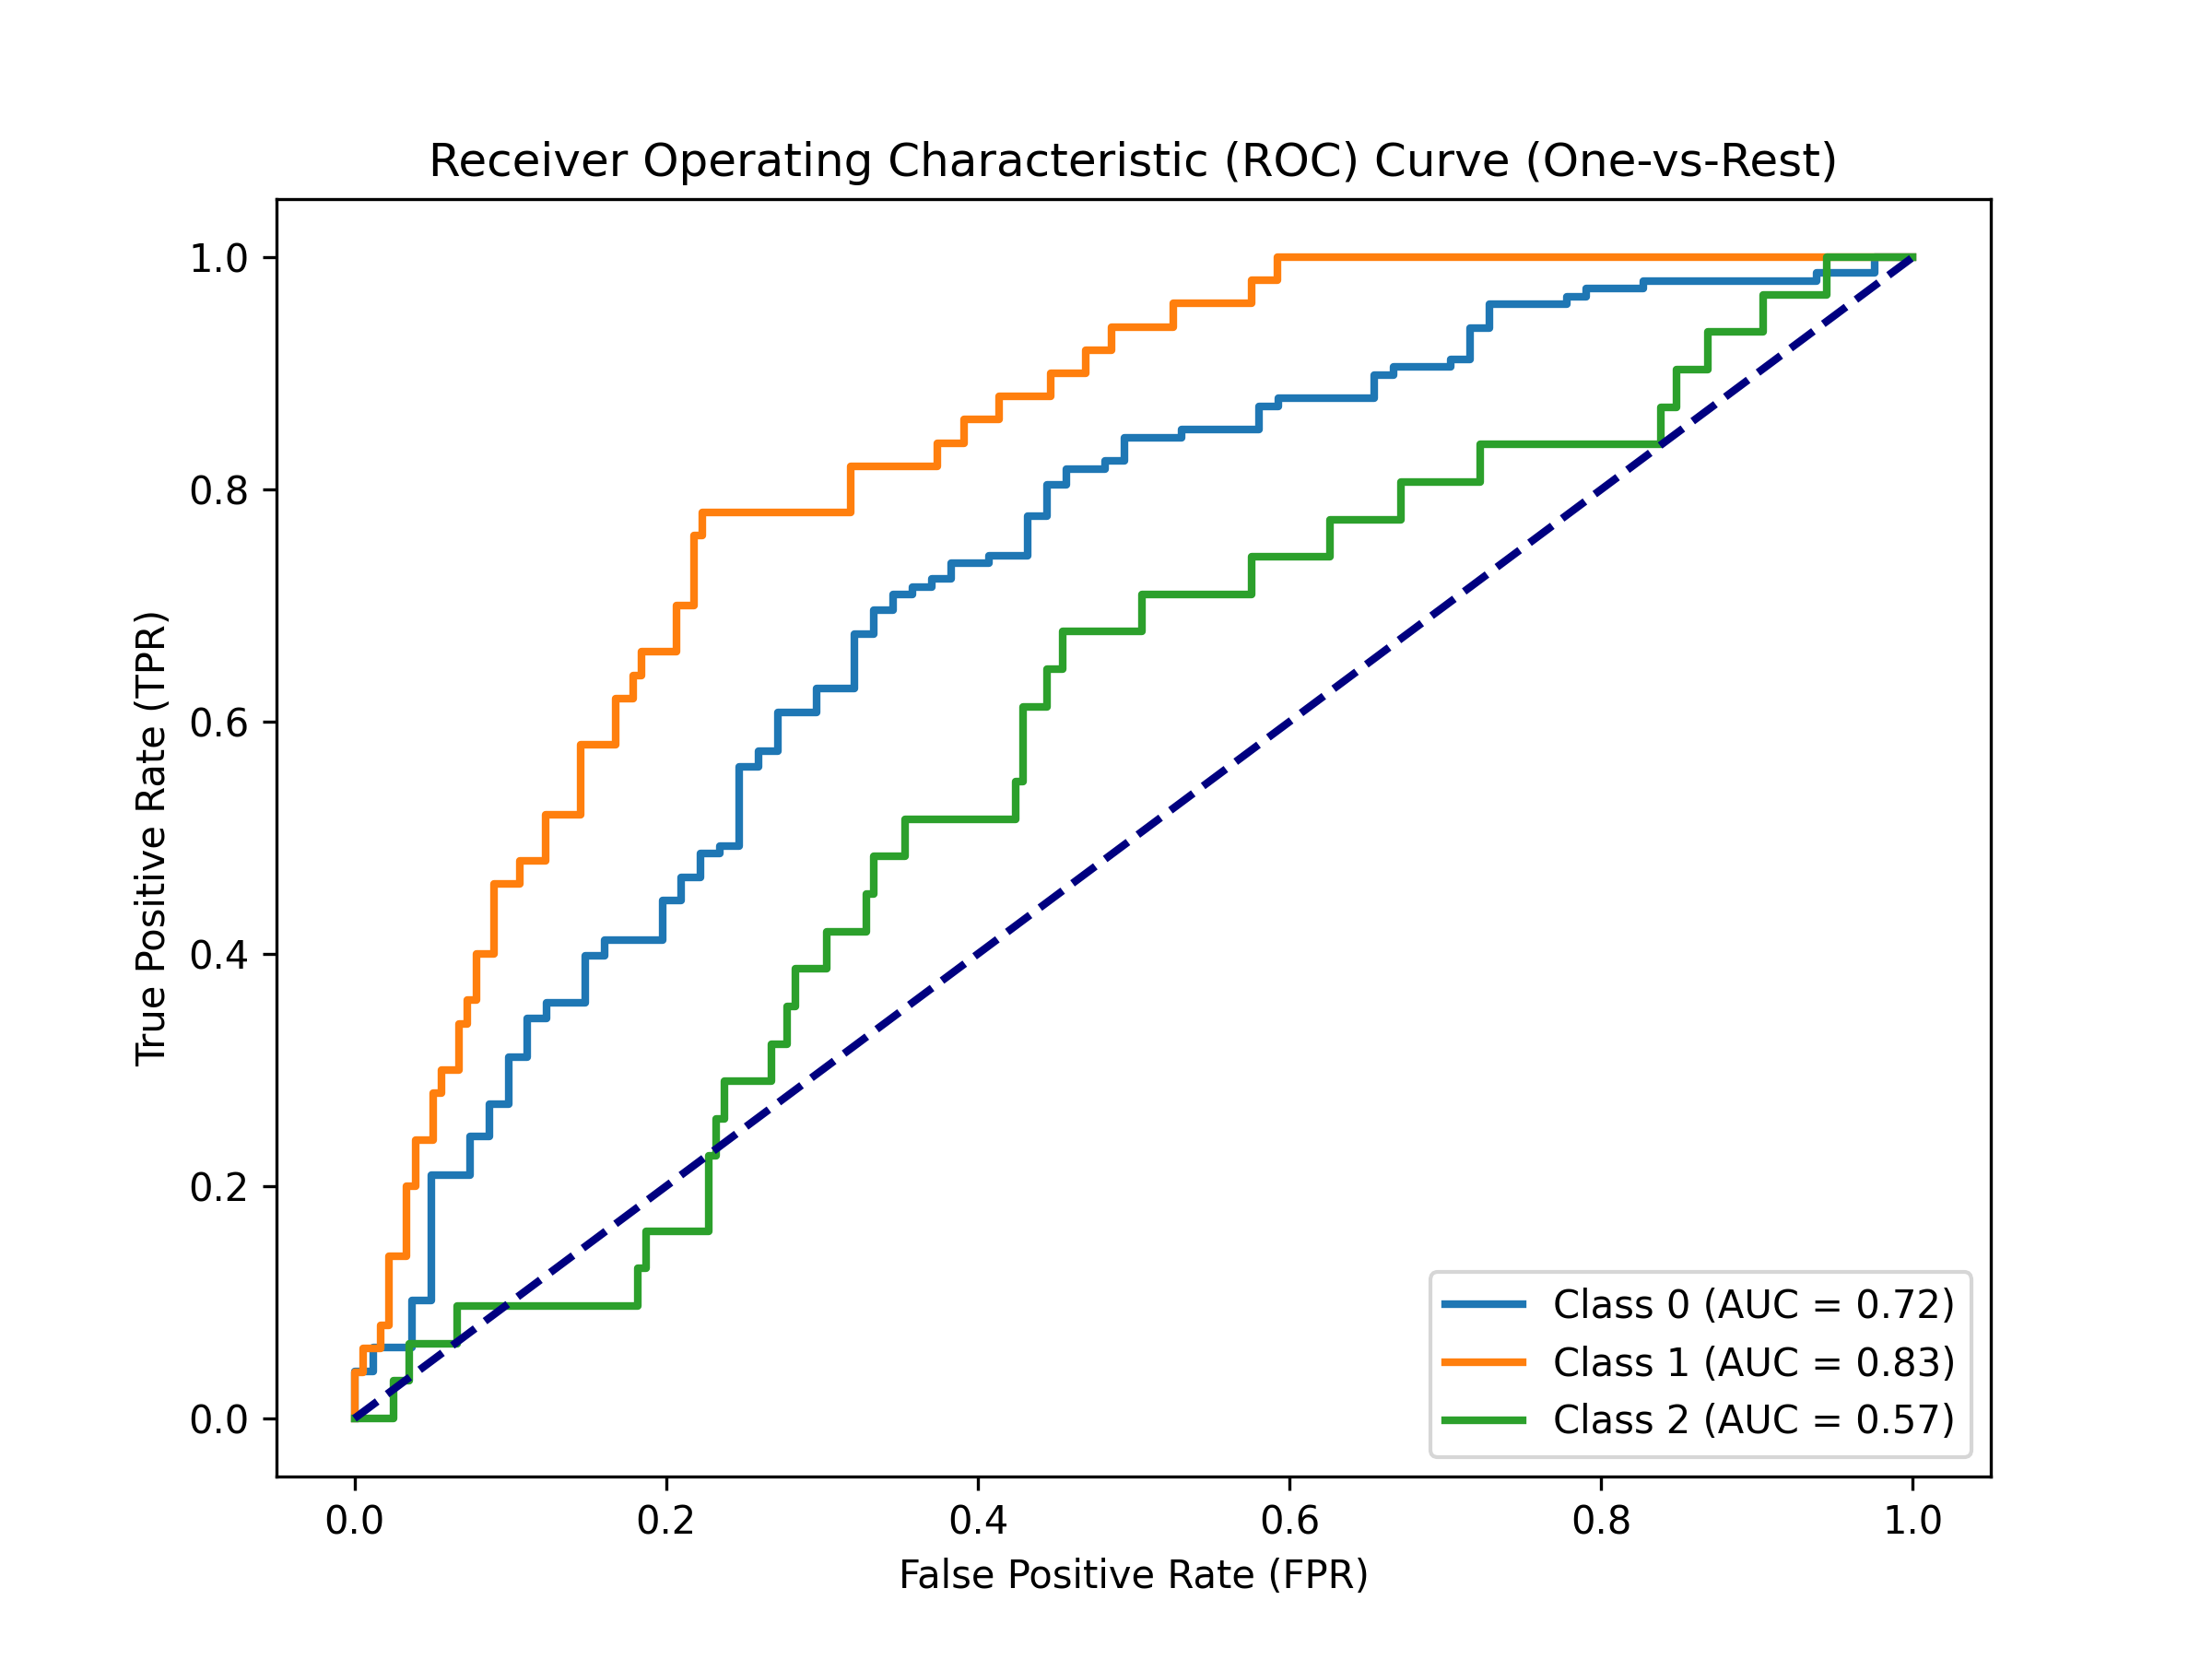 Receiver Operating Characteristic (ROC) Curve (One-vs-Rest)
1.0
0.8
0.6
0.4
0.2
0.0
True Positive Rate (TPR)
Class 0 (AUC = 0.72)
Class 1 (AUC = 0.83)
Class 2 (AUC = 0.57)
0.0 0.2 0.4 0.6 0.8 1.0
False Positive Rate (FPR)